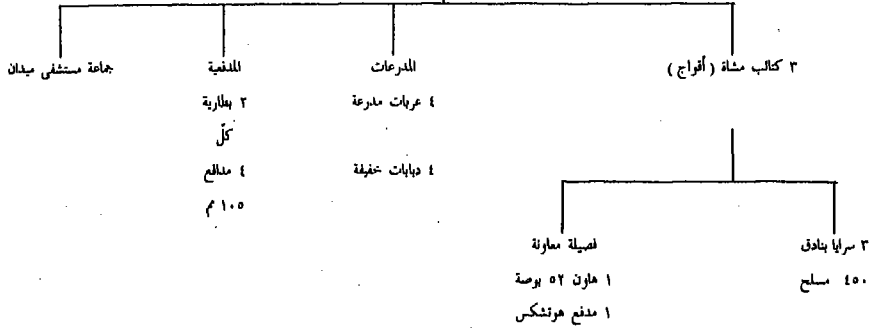 ٣ كتائب مشاة ( أفواج )
المدرعات
المدفعية
جماعة مستشفى ميدان
٤ عربات مدرعة
٢ بطارية
كلّ
٤ دبابات خفيفة
٤ مدافع
١٠٥ مم
٣ سرايا بنادق
فصيلة معاونة
٤٥٠ مسلح
١ هاون ٥٢ بوصة
١ مدفع هوتشكس